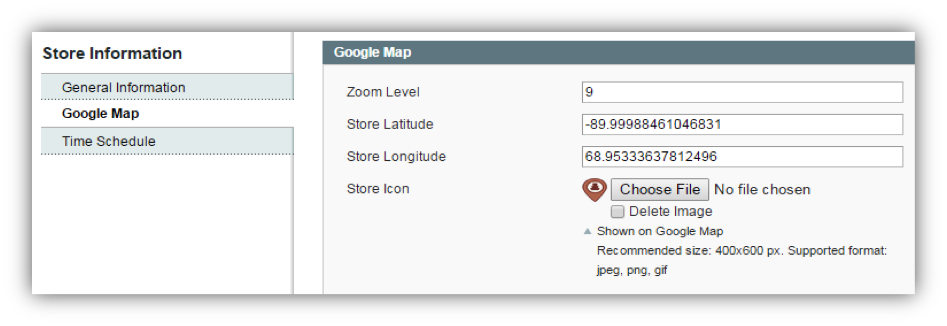 Store Information
General Information
Google Map
Time Schedule
Google Map
Zoom Level
9
Store Latitude
-89.99988461046831
Store Longitude
68.95333637812496
Store Icon
Choose File No file chosen
Delete Image
Shown on Google Map
Recommended size: 400x600 px. Supported format:
jpeg, png, gif